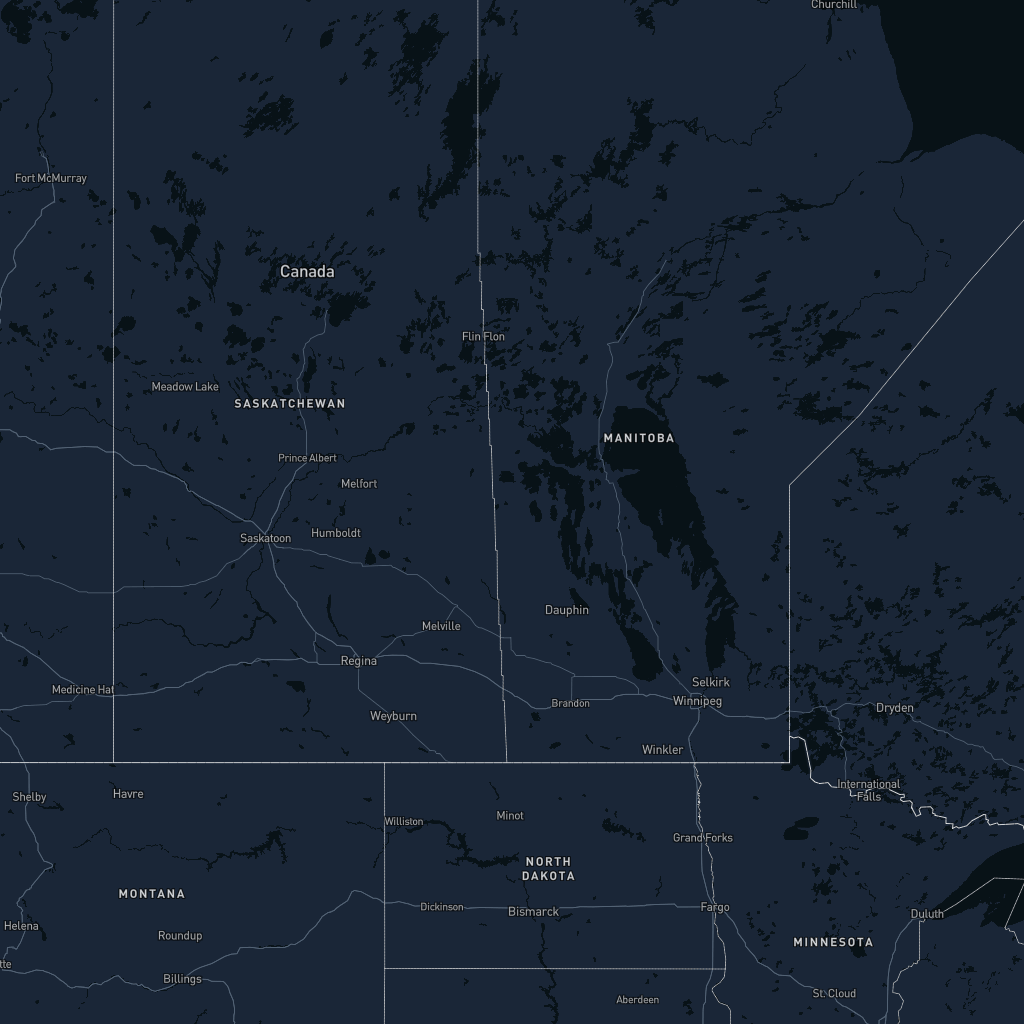 Churchill
Fort McMurray
Canada
Flin Flon
Meadow Lake
SASKATCHEWAN
MANITOBA
Prince Albert
Melfort
Humboldt
Saskatoon
Dauphin
Melville
Regina
Selkirk
Medicine Hat
Winnipeg
Brandon
Dryden
Weyburn
Winkler
International
Falls
Shelby
Havre
Williston
Minot
Grand Forks
NORTH
DAKOTA
MONTANA
Dickinson
Bismarck
Fargo
Duluth
Helena
Roundup
MINNESOTA
tte
Billings
St. Cloud
Aberdeen